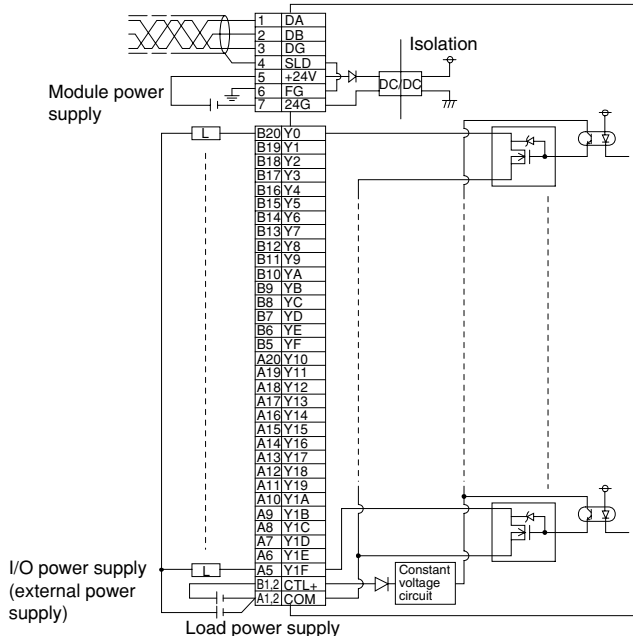 1 DA
2 DB
3 DG
4 SLD
5 +24V
6 FG
7 24G
Isolation
DC/DC
Module power
supply
L
B20 Y0
B19 Y1
B18 Y2
B17 Y3
B16 Y4
B15 Y5
B14 Y6
B13 Y7
B12 Y8
B11 Y9
B10 YA
B9 YB
B8 YC
B7 YD
B6 YE
B5 YF
A20 Y10
A19 Y11
A18 Y12
A17 Y13
A16 Y14
A15 Y15
A14 Y16
A13 Y17
A12 Y18
A11 Y19
A10 Y1A
A9 Y1B
A8 Y1C
A7 Y1D
A6 Y1E
L
A5 Y1F
B1,2 CTL+
A1,2 COM
I/O power supply
(external power
supply)
Constant
voltage
circuit
Load power supply